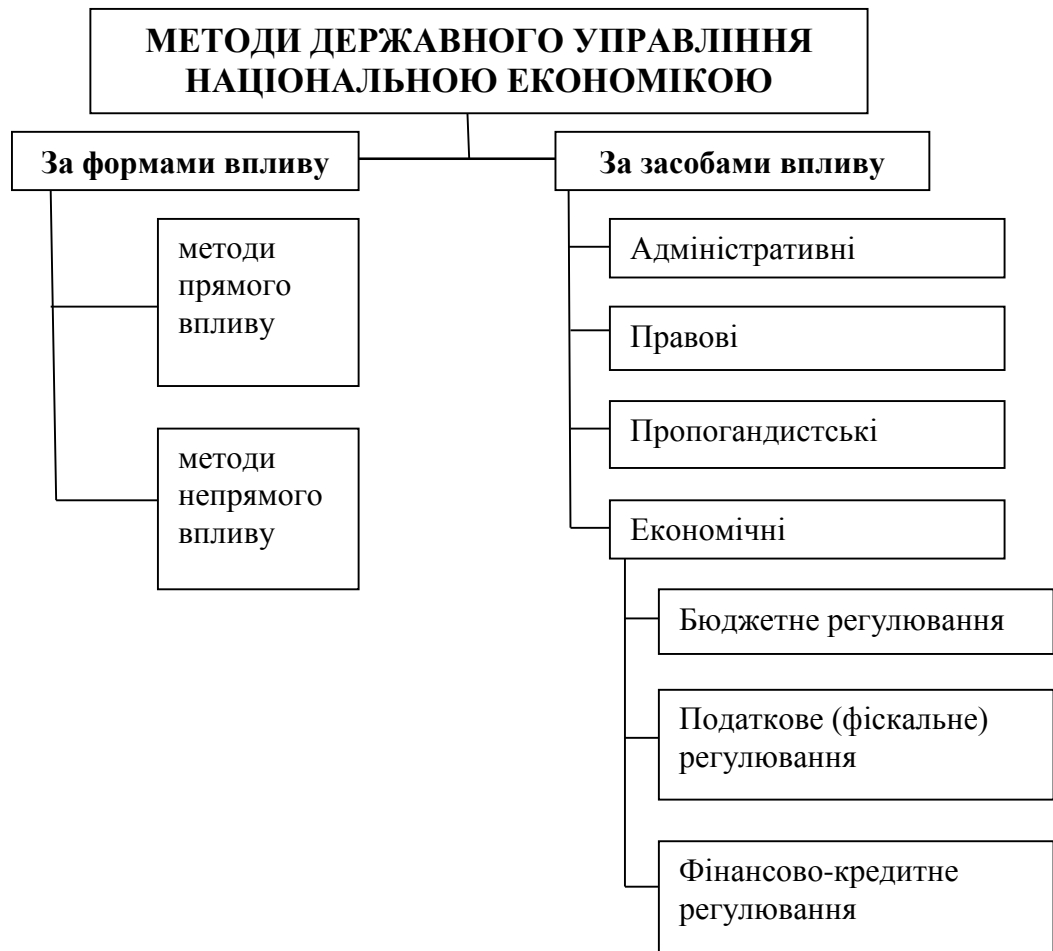 МЕТОДИ ДЕРЖАВНОГО УПРАВЛІННЯ
НАЦІОНАЛЬНОЮ ЕКОНОМІКОЮ
За формами впливу
методи
прямого
впливу
методи
непрямого
впливу
За засобами впливу
Адміністративні
Правові
Пропогандистські
Економічні
Бюджетне регулювання
Податкове (фіскальне)
регулювання
Фінансово-кредитне
регулювання